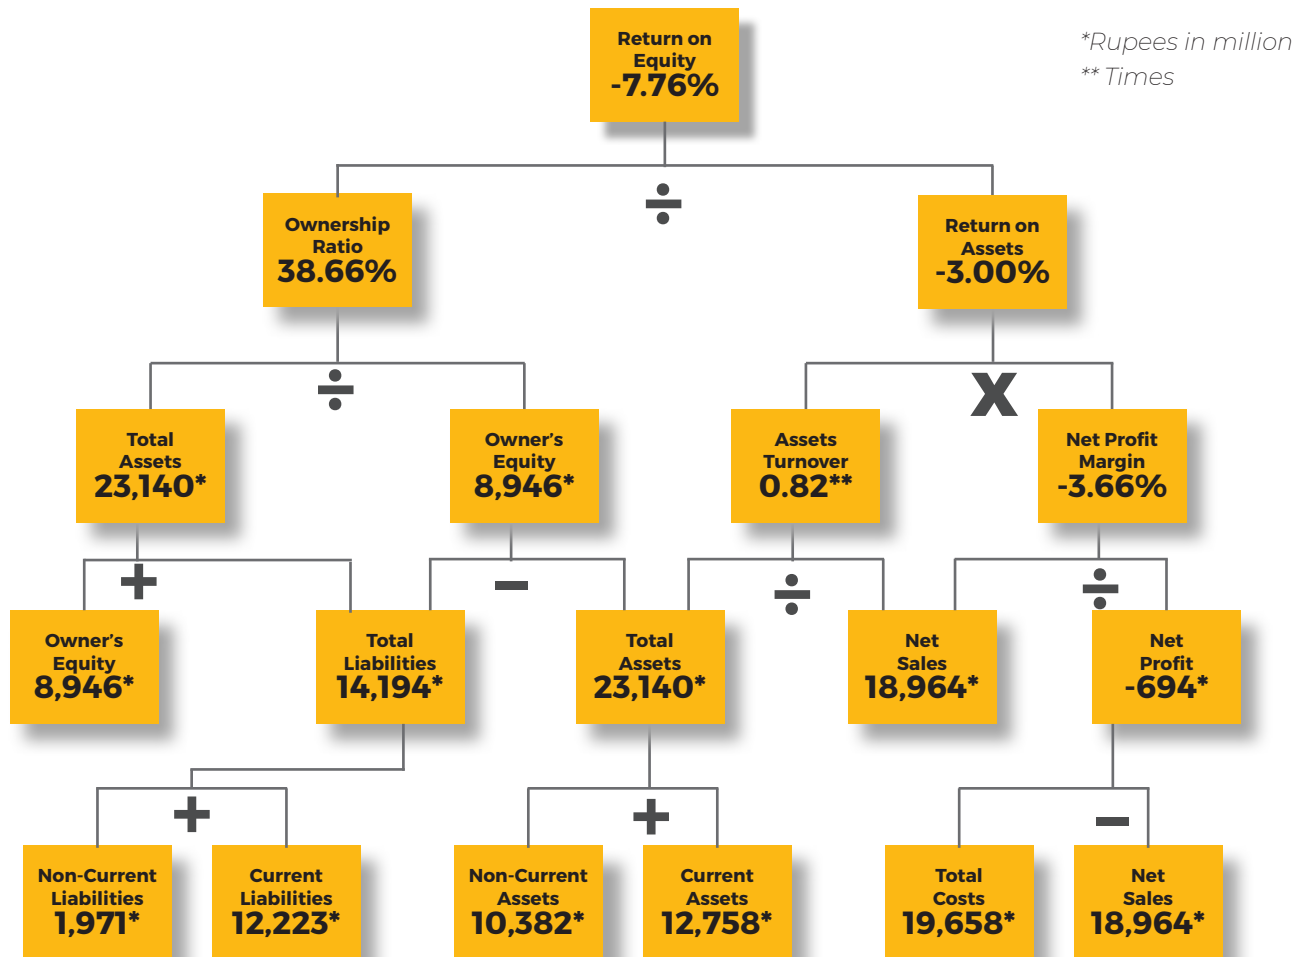 Return on
Equity
-7.76%
*Rupees in million
** Times
÷
Ownership
Ratio
38.66%
Return on
Assets
-3.00%
÷
X
Total
Assets
23,140*
Owner's
Equity
8,946*
Assets
Turnover
0.82**
Net Profit
Margin
-3.66%
+
−
÷
÷
Owner's
Equity
8,946*
Total
Liabilities
14,194*
Total
Assets
23,140*
Net
Sales
18,964*
Net
Profit
-694*
+
+
−
Non-Current
Liabilities
1,971*
Current
Liabilities
12,223*
Non-Current
Assets
10,382*
Current
Assets
12,758*
Total
Costs
19,658*
Net
Sales
18,964*